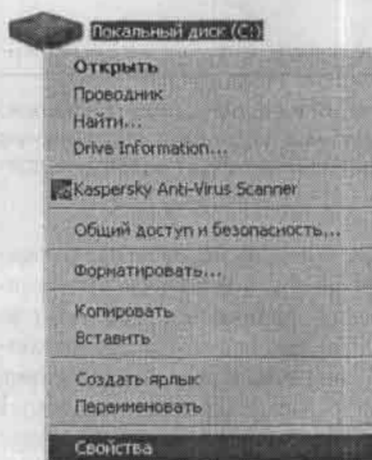 Локальный диск (C:)
Открыть
Проводник
Найти...
Drive Information...
Kaspersky Anti-Virus Scanner
Общий доступ и безопасность...
Форматировать...
Копировать
Вставить
Создать ярлык
Переименовать
Свойства